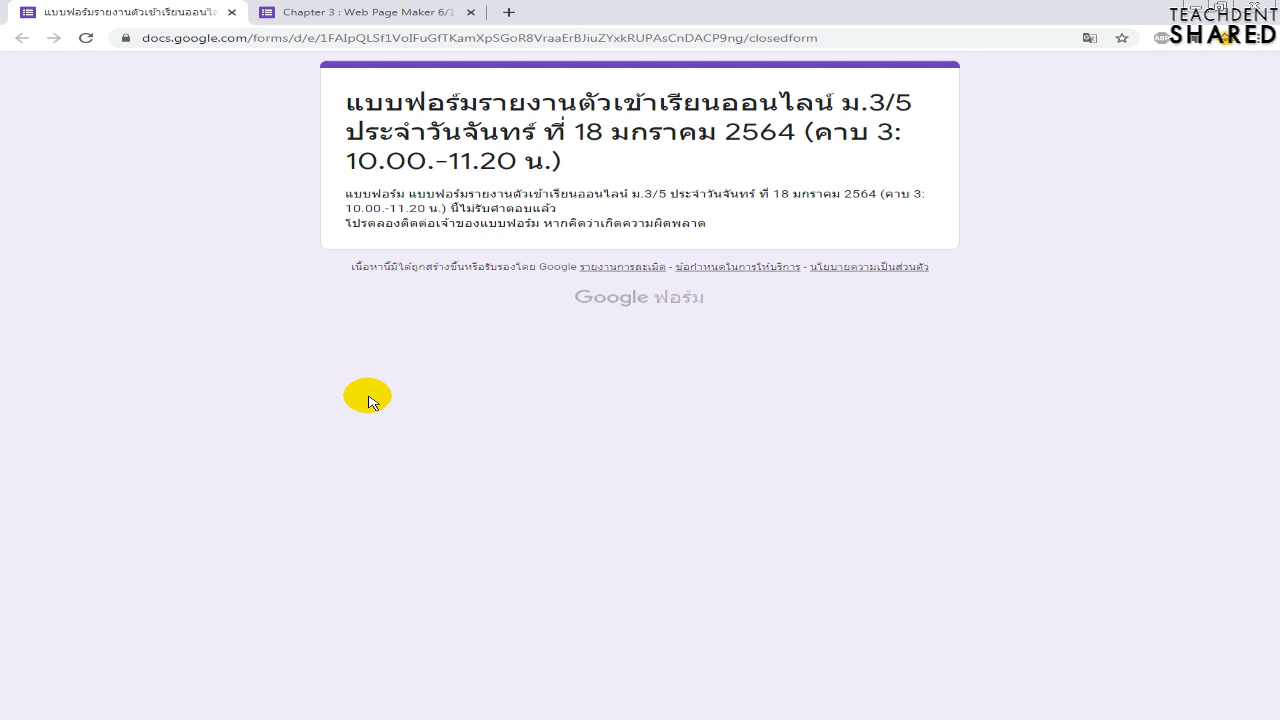 แบบฟอร์มรายงานตัวเข้าเรียนออนไล
Chapter 3 : Web Page Maker 6/1
TEACHDENT
SHARED
docs.google.com/forms/d/e/1FAIpQLSf1VoIFuGfTKamXnsGoR3VraaErBJiuZYxkRUPAsCnDACP9ng/closedform
แบบฟอร์มรายงานตัวเข้าเรียนออนไลน์ ม.3/5
ประจำวันจันทร์ ที่ 18 มกราคม 2564 (คาบ 3:
10.00.-11.20 น.)
แบบฟอร์ม แบบฟอร์มรายงานตัวเข้าเรียนออนไลน์ ม.3/5 ประจำวันจันทร์ ที่ 18 มกราคม 2564 (คาบ 3:
10.00.-11.20 น.) นี้ไม่รับคำตอบแล้ว
โปรดลองติดต่อเจ้าของแบบฟอร์ม หากคิดว่าเกิดความผิดพลาด
เนื้อหานี้มิได้ถูกสร้างขึ้นหรือรับรองโดย Google รายงานการละเมิด - ข้อกำหนดในการให้บริการ - นโยบายความเป็นส่วนตัว
Google ฟอร์ม